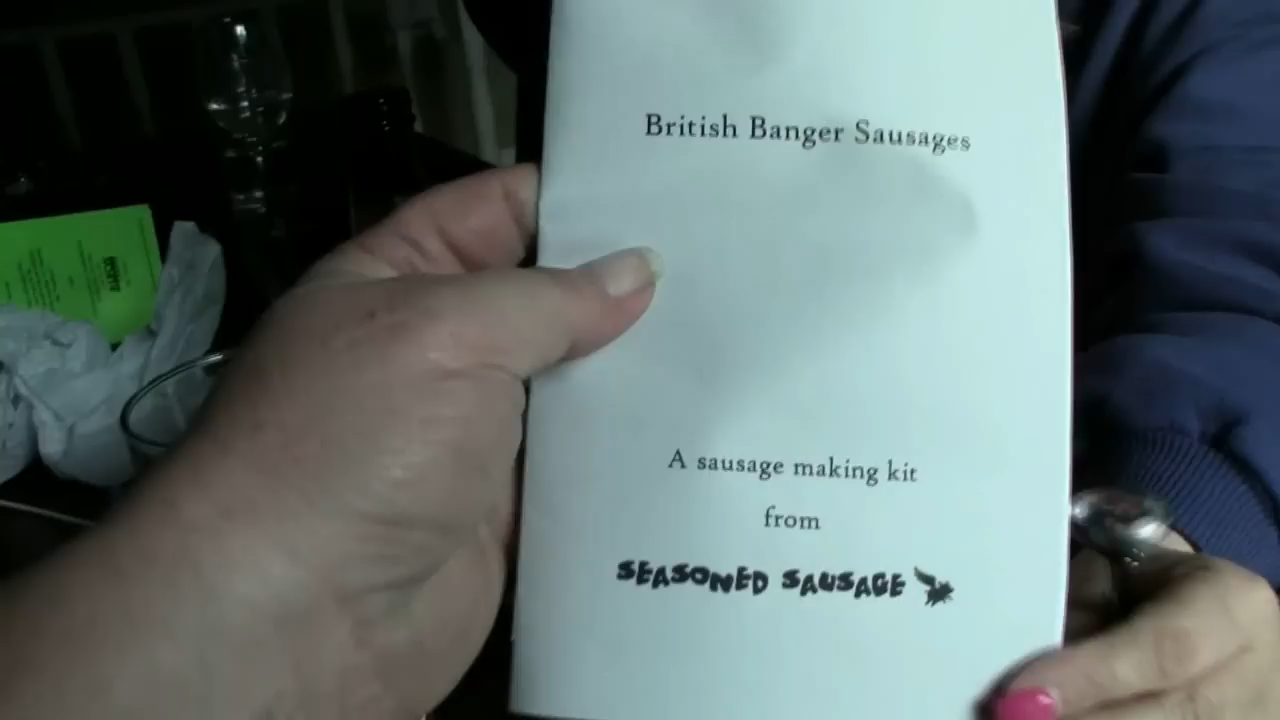 British Banger Sausages
A sausage making kit
from
SEASONED SAUSAGE